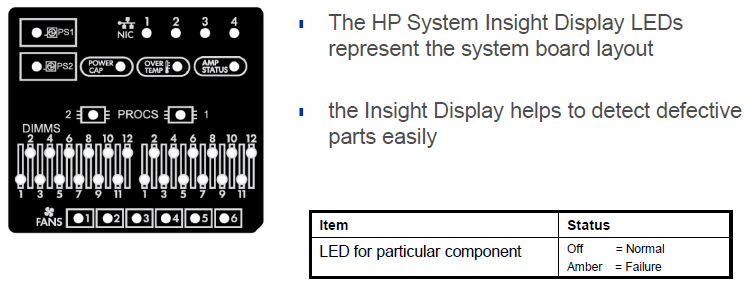 1 2 3 4
NIC
PS1
PS2
POWER CAP
OVER TEMP
AMP STATUS
2 PROCS 1
DIMMS
2 4 6 8 10 12 2 4 6 8 10 12
1 3 5 7 9 11 1 3 5 7 9 11
FANS 1 2 3 4 5 6
The HP System Insight Display LEDs
represent the system board layout
the Insight Display helps to detect defective
parts easily
Item Status
LED for particular component Off = Normal
Amber = Failure